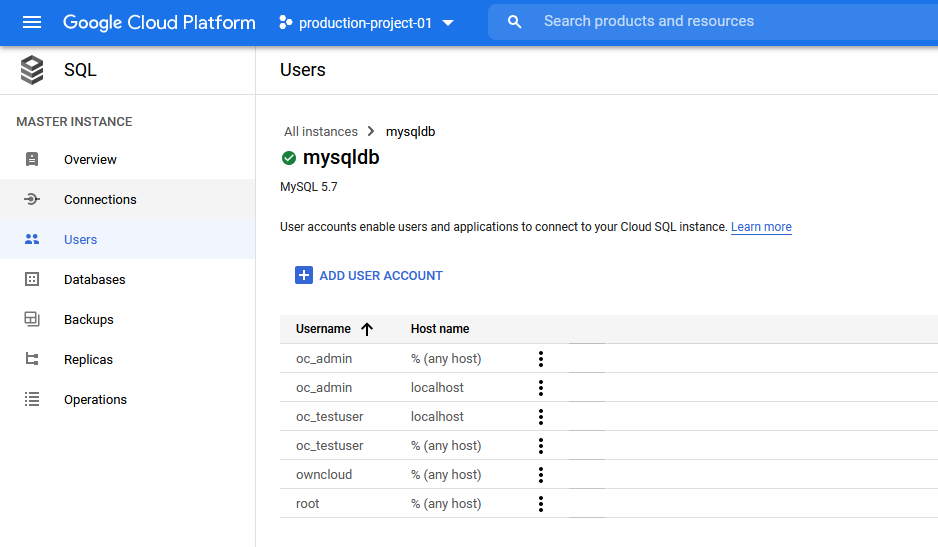 Google Cloud Platform production-project-01 Search products and resources
SQL Users
MASTER INSTANCE
Overview
Connections
Users
Databases
Backups
Replicas
Operations
All instances mysqldb
mysqldb
MySQL 5.7
User accounts enable users and applications to connect to your Cloud SQL instance. Learn more
ADD USER ACCOUNT
Username Host name
oc_admin % (any host)
oc_admin localhost
oc_testuser localhost
oc_testuser % (any host)
owncloud % (any host)
root % (any host)